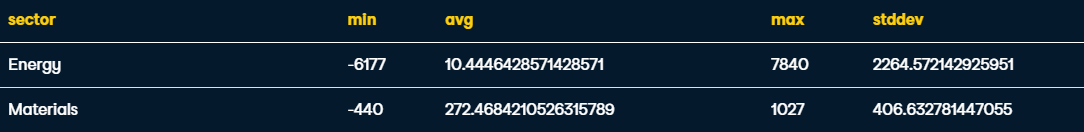 sector min avg max stddev
Energy -6177 10.4446428571428571 7840 2264.572142925951
Materials -440 272.4684210526315789 1027 406.632781447055